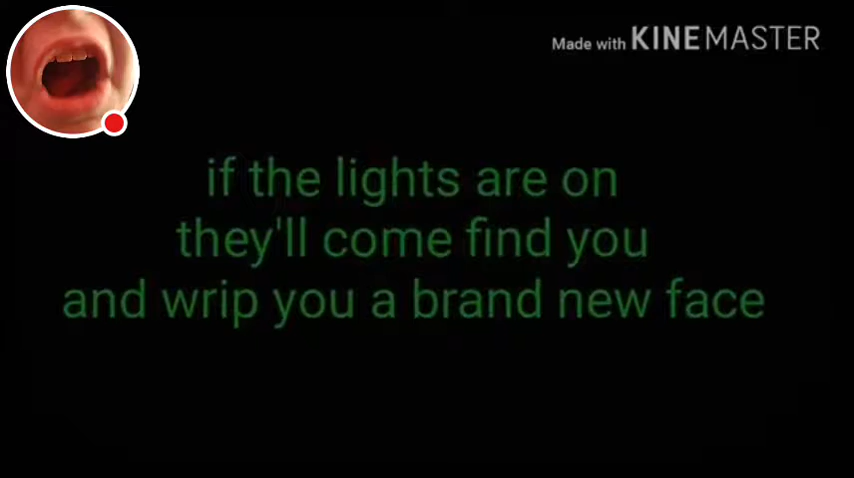 Made with KINEMASTER
if the lights are on
they'll come find you
and wrip you a brand new face